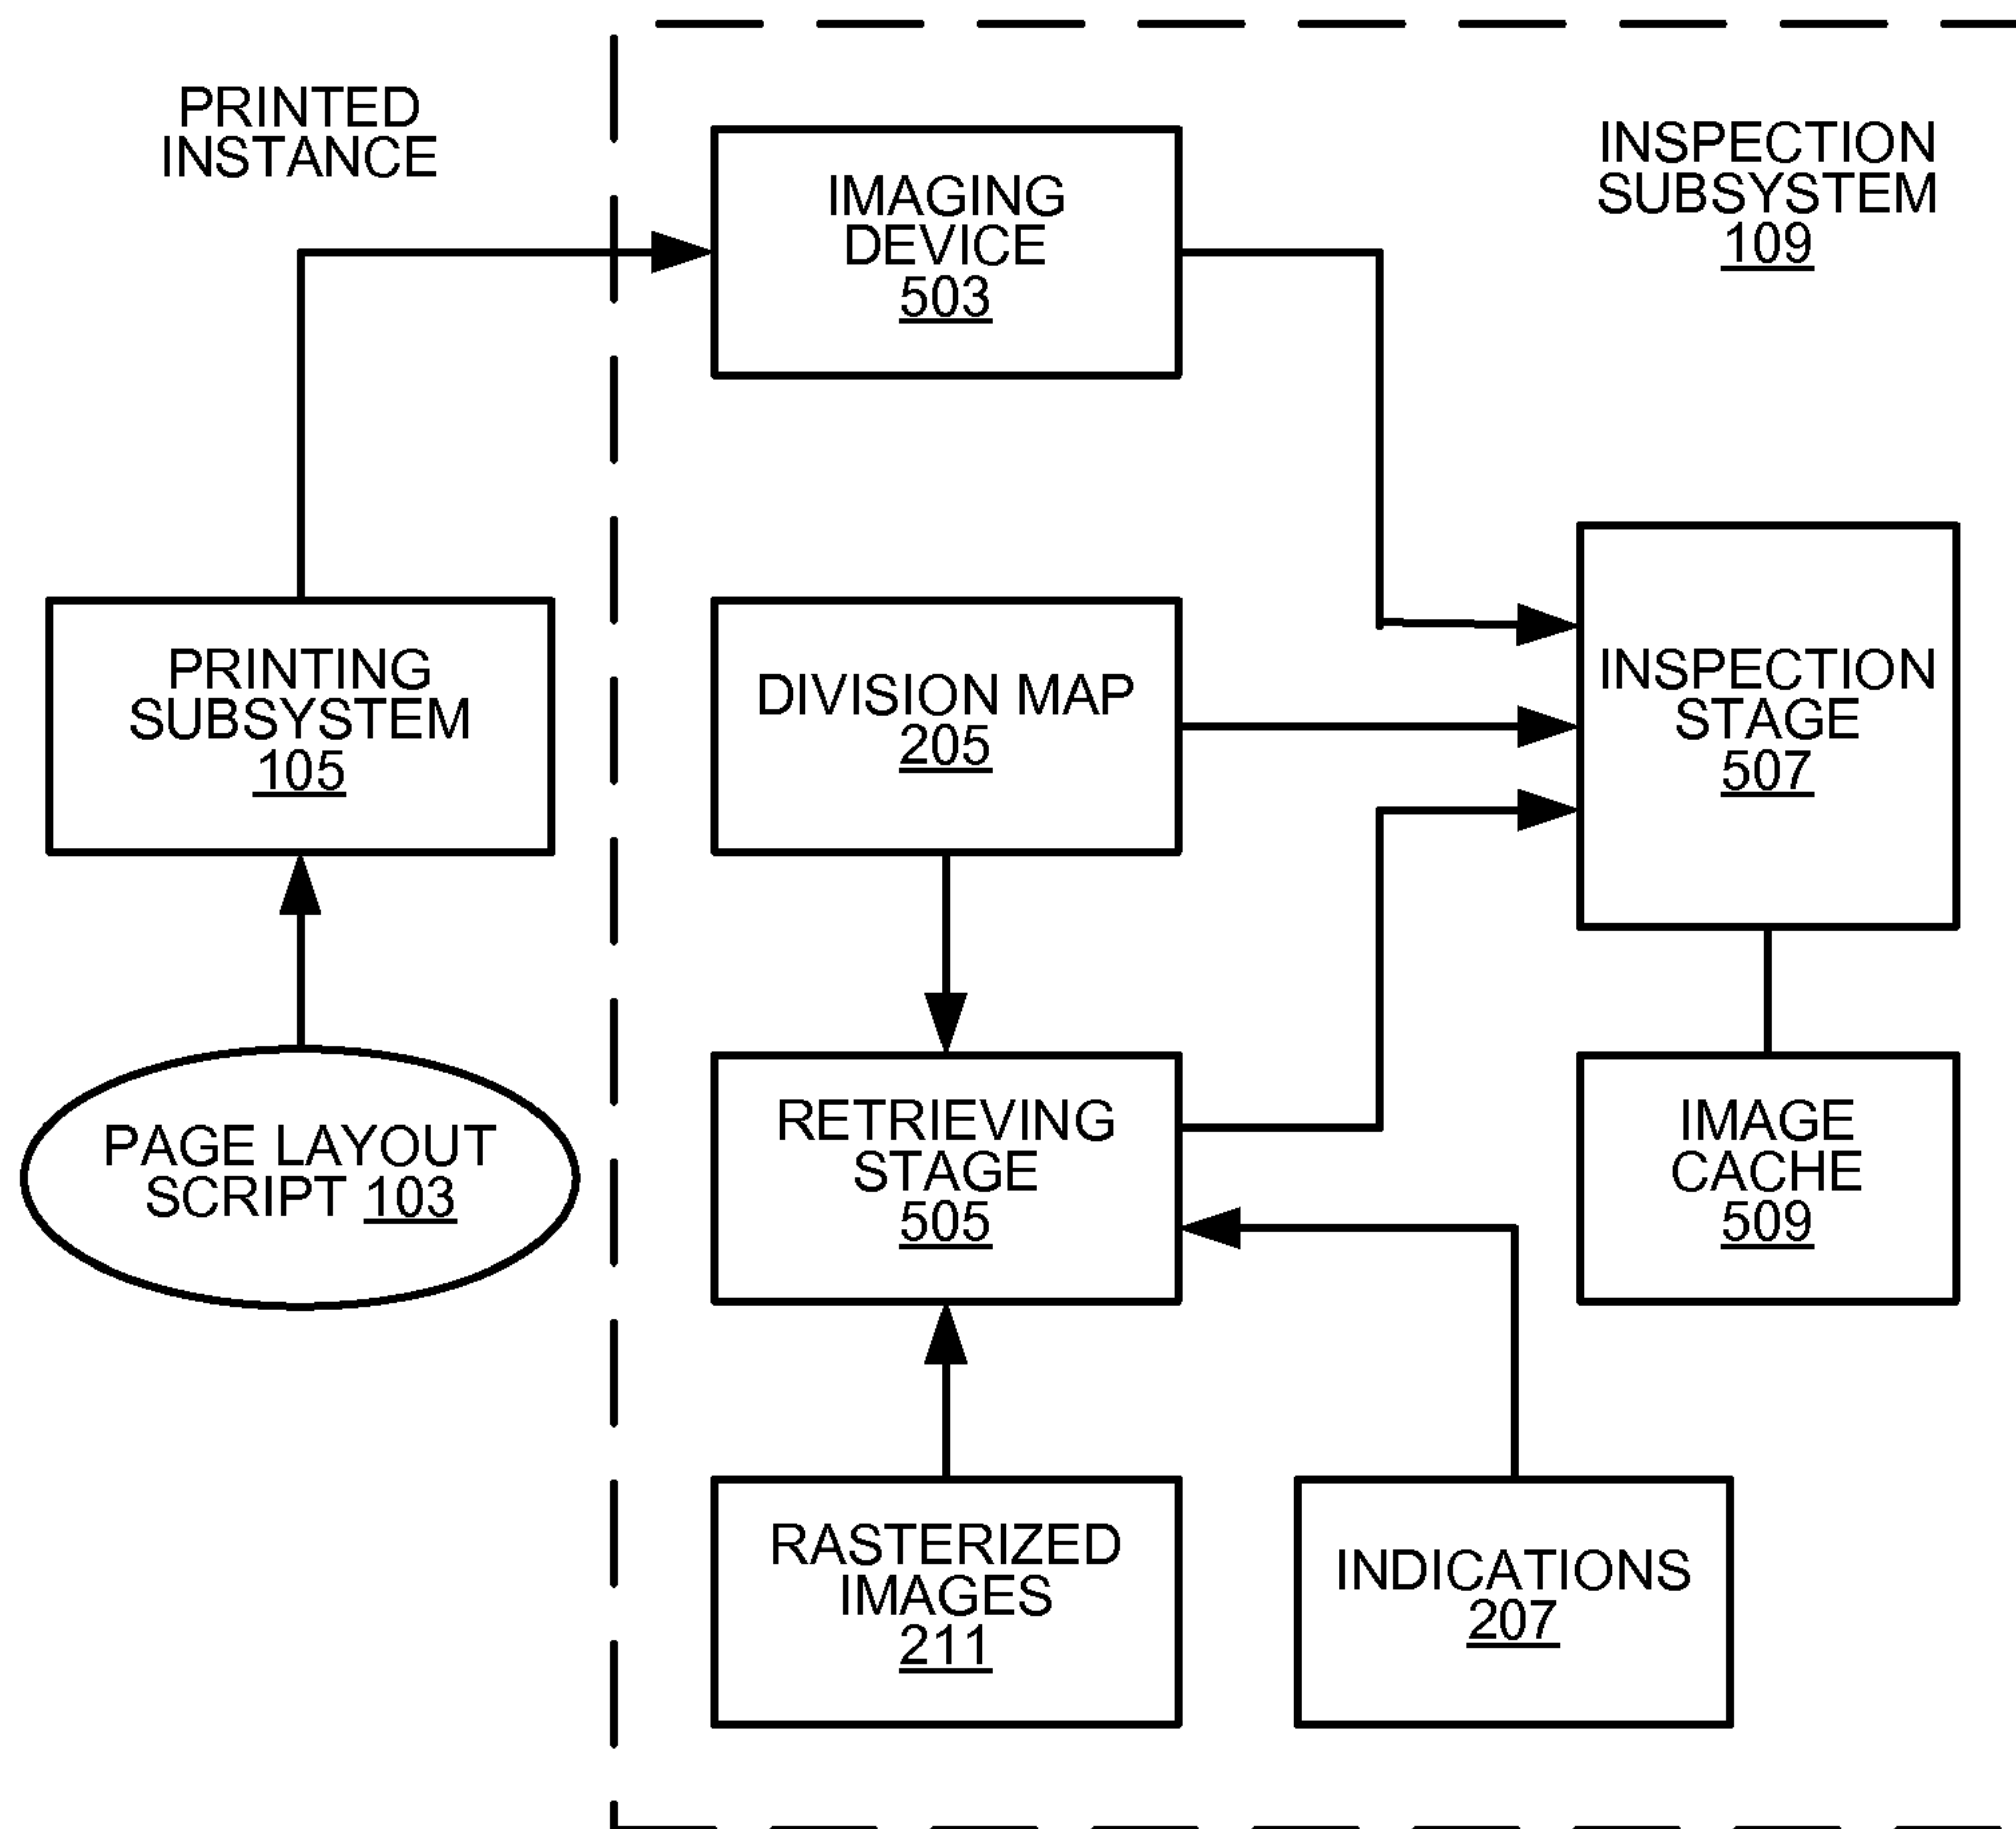 PRINTED
INSTANCE
IMAGING
DEVICE
503
INSPECTION
SUBSYSTEM
109
PRINTING
SUBSYSTEM
105
DIVISION MAP
205
INSPECTION
STAGE
507
PAGE LAYOUT
SCRIPT 103
RETRIEVING
STAGE
505
IMAGE
CACHE
509
RASTERIZED
IMAGES
211
INDICATIONS
207